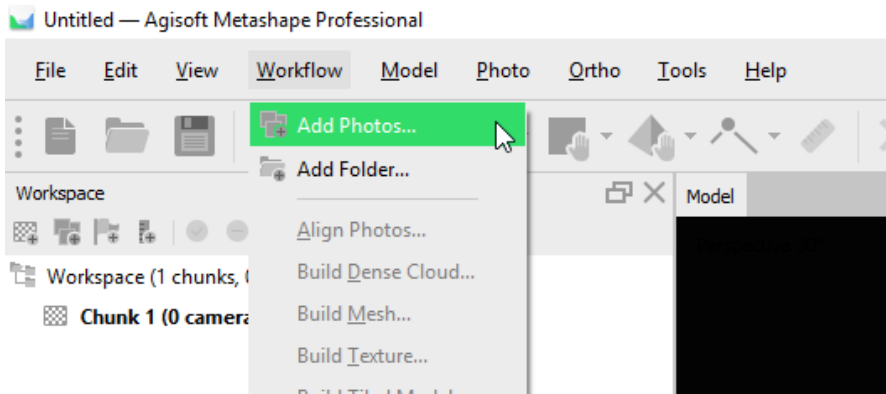 Untitled — Agisoft Metashape Professional
File Edit View Workflow Model Photo Ortho Tools Help
Add Photos...
Add Folder...
Workspace
Model
Align Photos...
Workspace (1 chunks,
Build Dense Cloud...
Chunk 1 (0 camera
Build Mesh...
Build Texture...